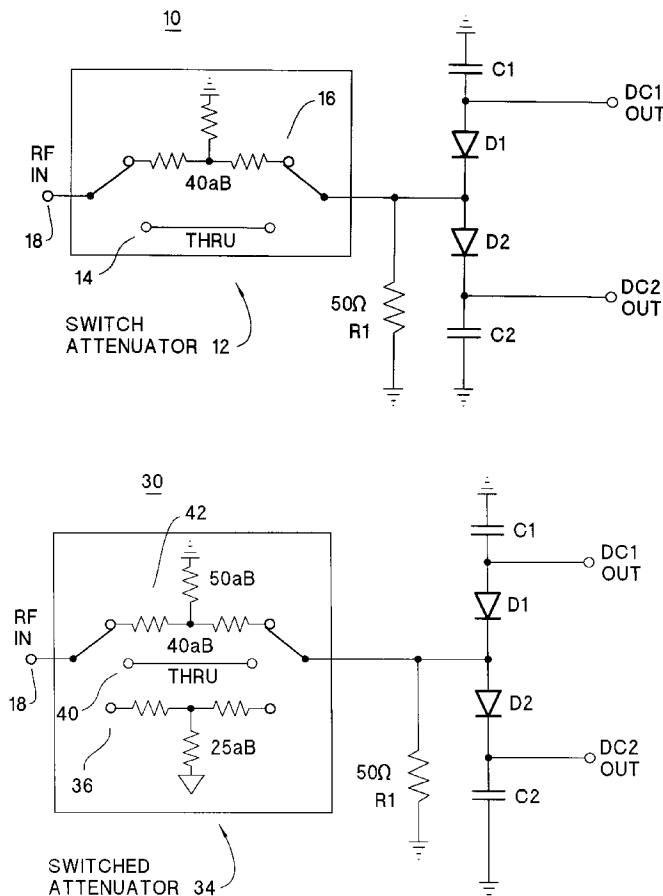 10
C1
DC1
OUT
16
D1
RF
IN
40aB
18
D2
THRU
14
DC2
OUT
50Ω
R1
C2
SWITCH
ATTENUATOR 12
30
42
C1
DC1
OUT
50aB
D1
RF
IN
40aB
THRU
18
40
D2
25aB
36
DC2
OUT
50Ω
R1
C2
SWITCHED
ATTENUATOR 34